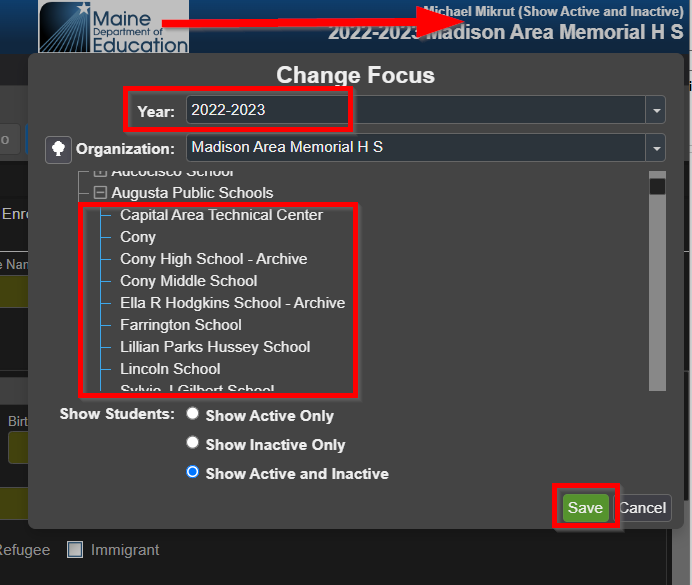 Maine
Department of
Education
Michael Mikrut (Show Active and Inactive)
2022-2023 Madison Area Memorial H S
Change Focus
Year: 2022-2023
Organization: Madison Area Memorial H S
Aucocisco School
Augusta Public Schools
Capital Area Technical Center
Cony
Cony High School - Archive
Cony Middle School
Ella R Hodgkins School - Archive
Farrington School
Lillian Parks Hussey School
Lincoln School
Sylvio J Gilbert School
Show Students:
Show Active Only
Show Inactive Only
Show Active and Inactive
Save Cancel
Enro
e Nam
Birt
Refugee
Immigrant